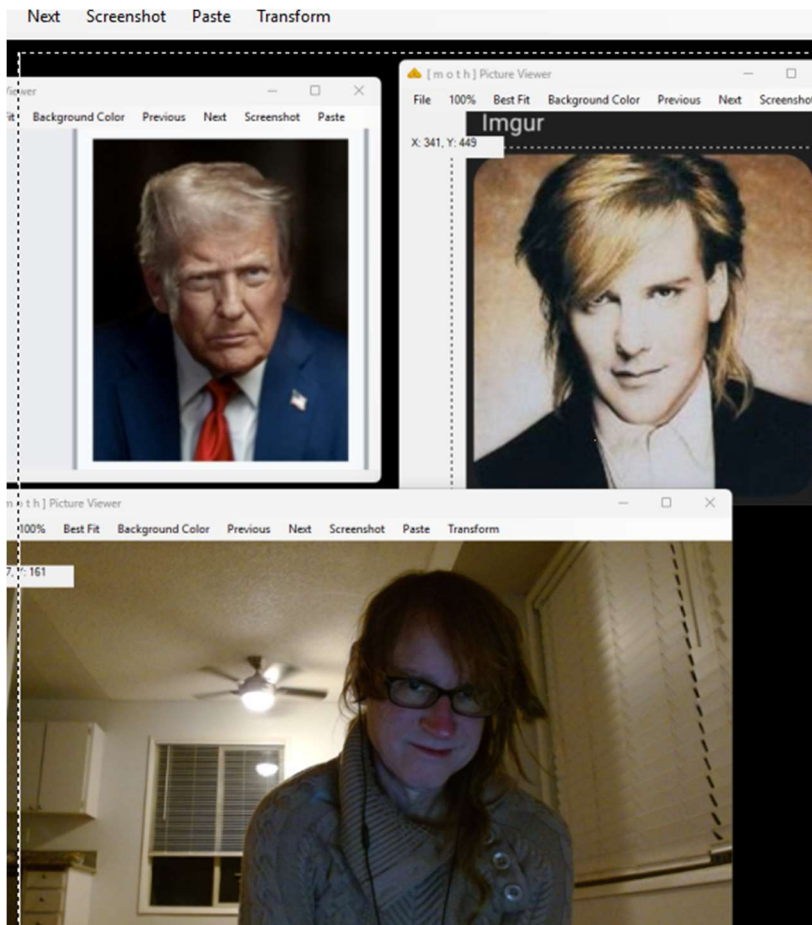 Next Screenshot Paste Transform
Background Color Previous Next Screenshot Paste
[ m o t h ] Picture Viewer
File 100% Best Fit Background Color Previous Next Screenshot
Imgur
X: 341, Y: 449
t h ] Picture Viewer
100% Best Fit Background Color Previous Next Screenshot Paste Transform
Y: 161